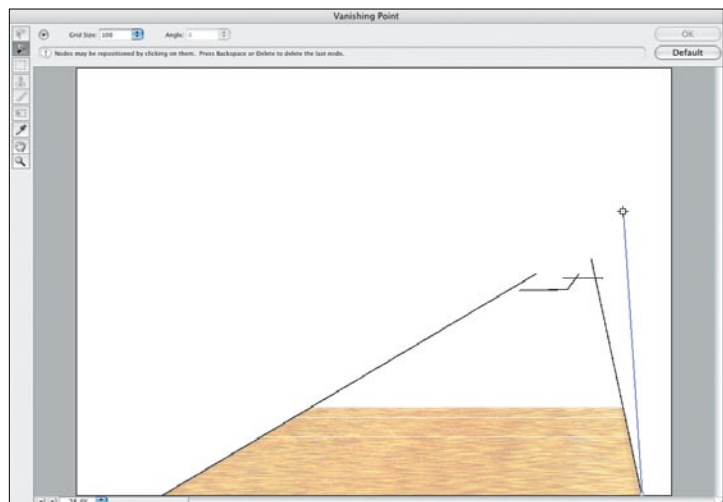 Vanishing Point
Grid Size: 100 Angle: 0 OK
Nodes may be repositioned by clicking on them. Press Backspace or Delete to delete the last node. Default